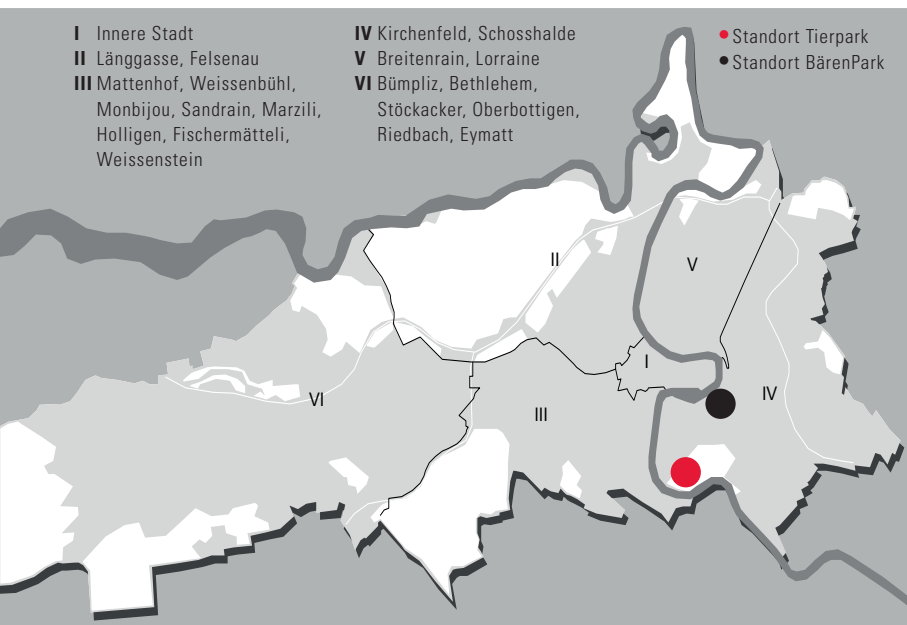 I Innere Stadt
II Länggasse, Felsenau
III Mattenhof, Weissenbühl,
Monbijou, Sandrain, Marzili,
Holligen, Fischermätteli,
Weissenstein
IV Kirchenfeld, Schosshalde
V Breitenrain, Lorraine
VI Bümpliz, Bethlehem,
Stöckacker, Oberbottigen,
Riedbach, Eymatt
Standort Tierpark
Standort BärenPark
II
V
I
IV
VI
III